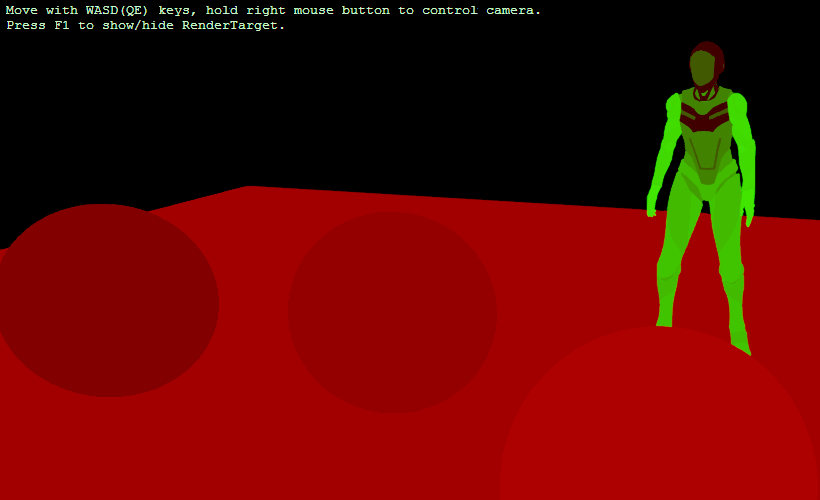 Move with WASD(QE) keys, hold right mouse button to control camera.
Press F1 to show/hide RenderTarget.